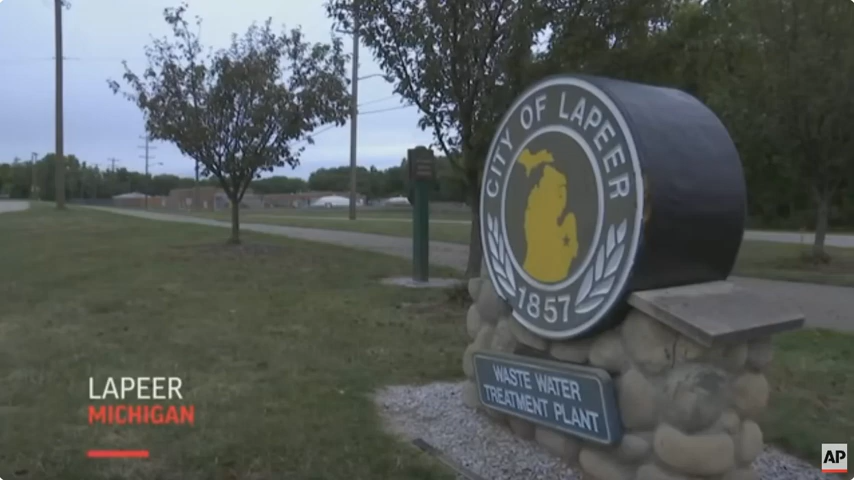 CITY OF LAPEER
1857
WASTE WATER
TREATMENT PLANT
LAPEER
MICHIGAN
AP